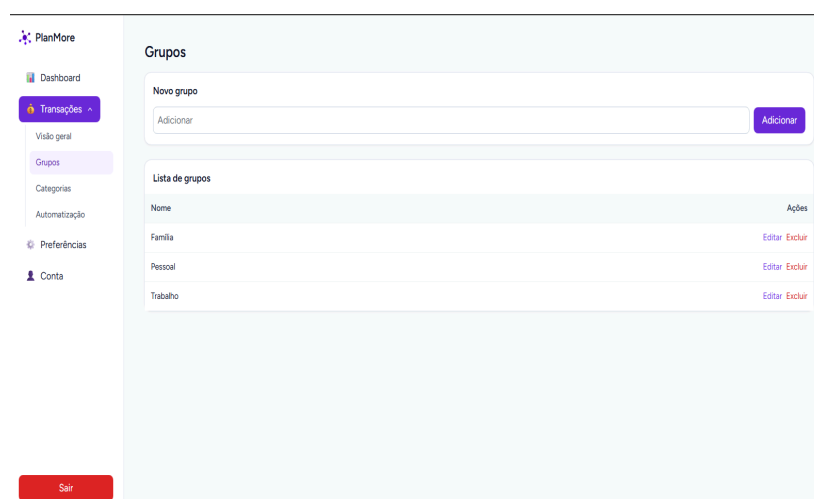 PlanMore
Dashboard
Transações
Visão geral
Grupos
Categorias
Automatização
Preferências
Conta
Sair
Grupos
Novo grupo
Adicionar Adicionar
Lista de grupos
Nome Ações
Família Editar Excluir
Pessoal Editar Excluir
Trabalho Editar Excluir